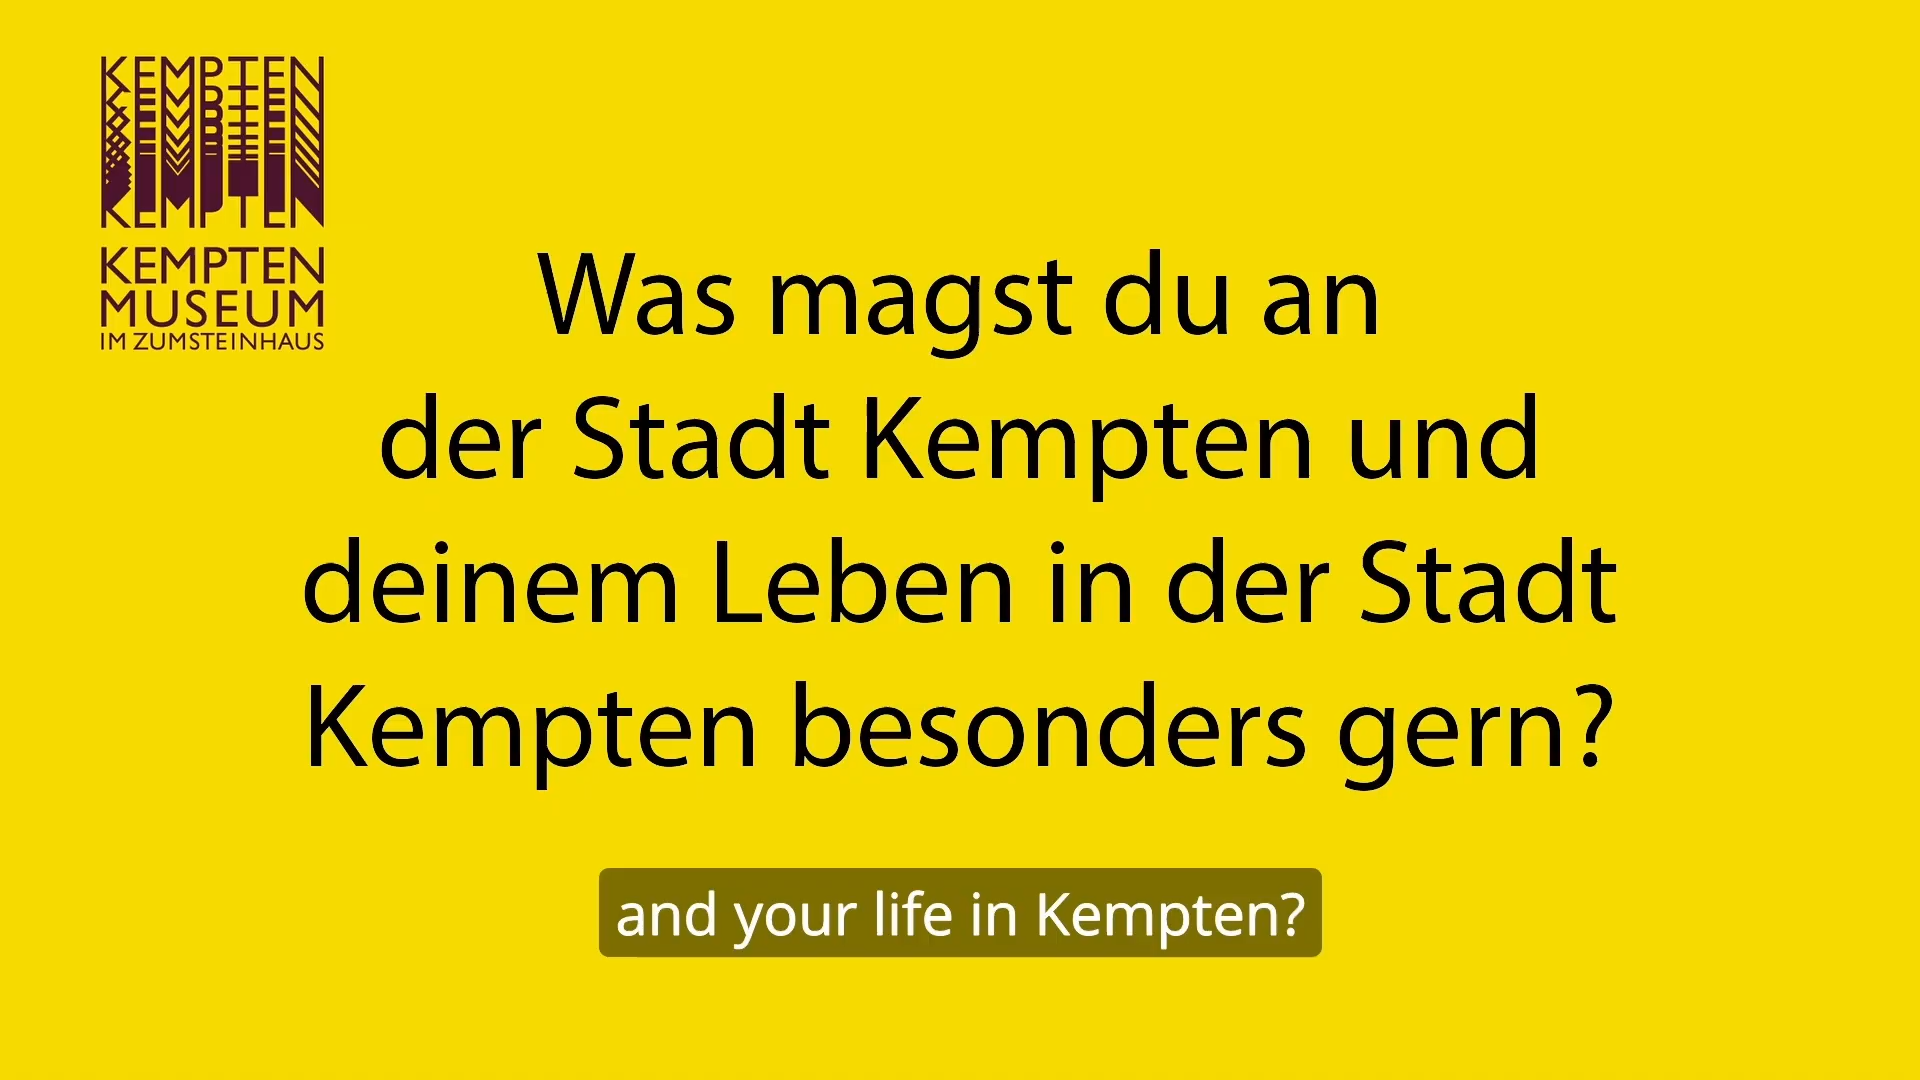 KEMPTEN
KEMPTEN
KEMPTEN
MUSEUM
IM ZUMSTEINHAUS
Was magst du an
der Stadt Kempten und
deinem Leben in der Stadt
Kempten besonders gern?
and your life in Kempten?